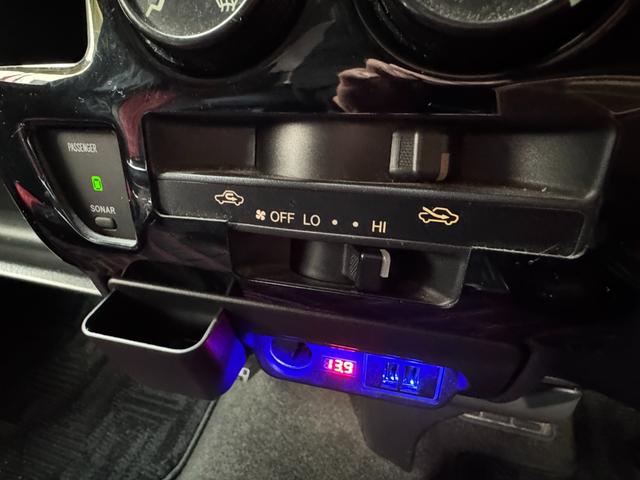 PASSENGER
SONAR
OFF LO • • HI
13.9